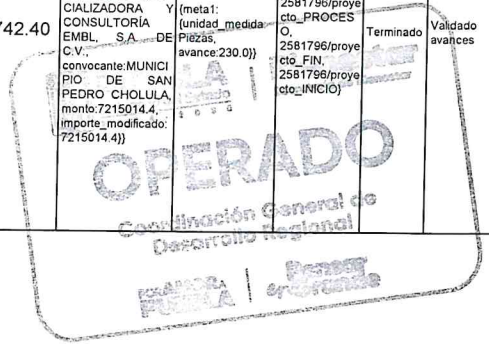 742.40
CIALIZADORA Y
CONSULTORÍA
EMBL, S.A. DE
C.V.,
convocante:MUNICI
PIO DE SAN
PEDRO CHOLULA,
monto:7215014.4,
importe_modificado:
7215014.4}}
{meta1:
{unidad_medida:
Piezas,
avance:230.0}}
2581796/proye
cto_PROCES
O,
2581796/proye
cto_FIN,
2581796/proye
cto_INICIO}
Terminado
Validado
avances
OPERADO
Coordinación General de
Desarrollo Regional
PUEBLA
Pensar